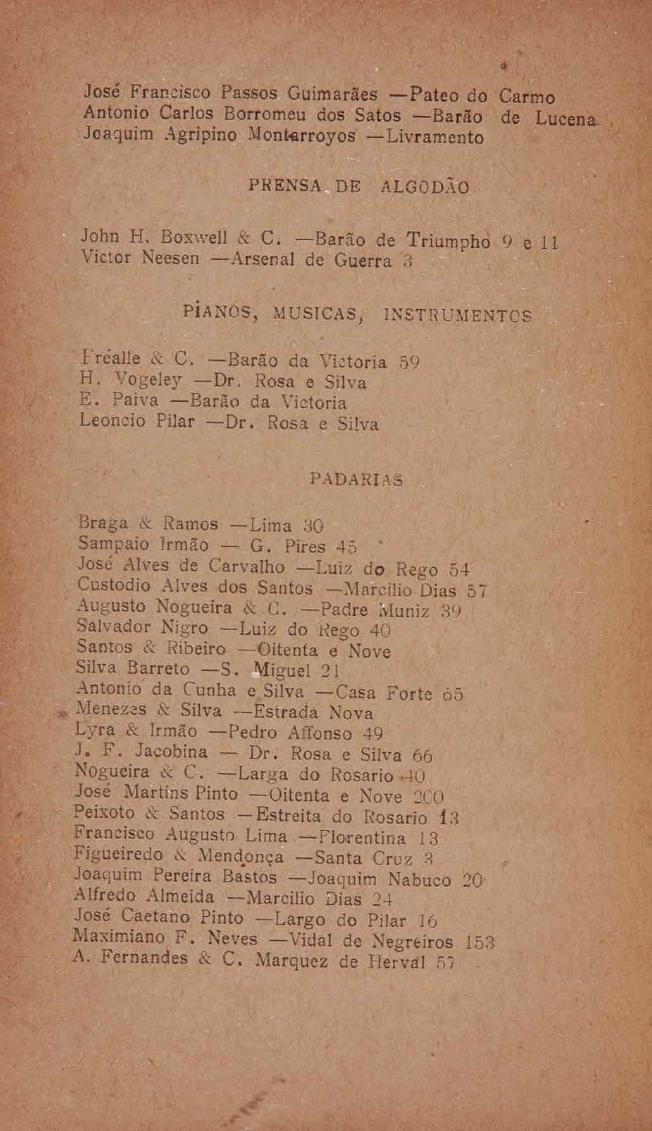 José Francisco Passos Guimarães —Pateo do Carmo
Antonio Carlos Borromeu dos Satos —Barão de Lucena
Joaquim Agripino Montarroyos —Livramento
PRENSA DE ALGODÃO
John H. Boxwell & C. —Barão de Triumpho 9 e 11
Victor Neesen —Arsenal de Guerra 3
PIANOS, MUSICAS, INSTRUMENTOS
Fréalle & C. —Barão da Victoria 59
H. Vogeley —Dr. Rosa e Silva
E. Paiva —Barão da Victoria
Leoncio Pilar —Dr. Rosa e Silva
PADARIAS
Braga & Ramos —Lima 30
Sampaio Irmão — G. Pires 45
José Alves de Carvalho —Luiz do Rego 54
Custodio Alves dos Santos —Marcilio Dias 57
Augusto Nogueira & C. —Padre Muniz 39
Salvador Nigro —Luiz do Rego 40
Santos & Ribeiro —Oitenta e Nove
Silva Barreto —S. Miguel 21
Antonio da Cunha e Silva —Casa Forte 65
Menezes & Silva —Estrada Nova
Lyra & Irmão —Pedro Affonso 49
J. F. Jacobina — Dr. Rosa e Silva 66
Nogueira & C. —Larga do Rosario 40
José Martins Pinto —Oitenta e Nove 200
Peixoto & Santos —Estreita do Rosario 13
Francisco Augusto Lima —Florentina 13
Figueiredo & Mendonça —Santa Cruz 3
Joaquim Pereira Bastos —Joaquim Nabuco 20
Alfredo Almeida —Marcilio Dias 24
José Caetano Pinto —Largo do Pilar 16
Maximiano F. Neves —Vidal de Negreiros 153
A. Fernandes & C. Marquez de Herval 57